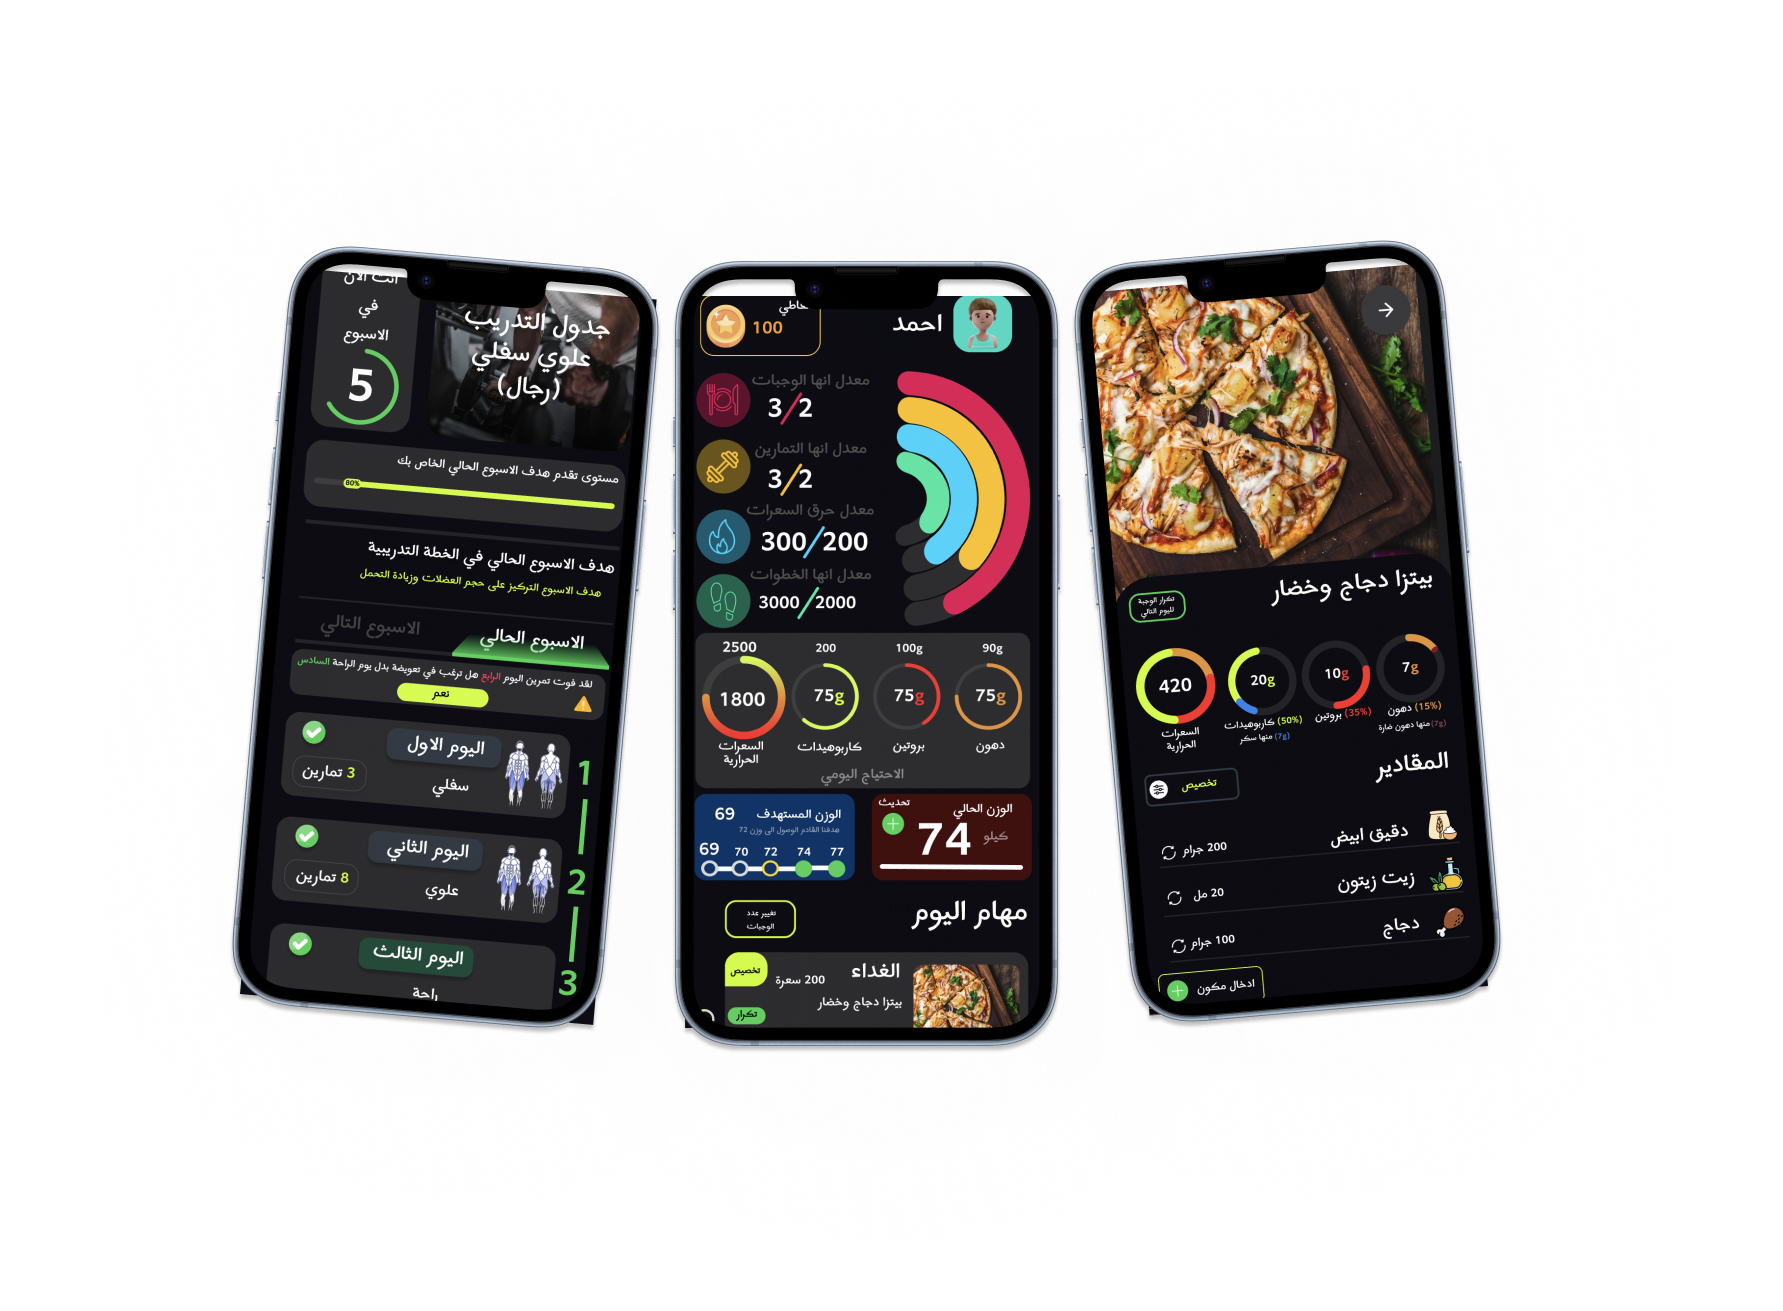 انت الان
في
الاسبوع
5
جدول التدريب
علوي سفلي
(رجال)
مستوى تقدم هدف الاسبوع الحالي الخاص بك
80%
هدف الاسبوع الحالي في الخطة التدريبية
هدف الاسبوع التركيز على حجم العضلات وزيادة التحمل
الاسبوع الحالي
الاسبوع التالي
لقد فوت تمرين اليوم الرابع هل ترغب في تعويضة بدل يوم الراحة السادس
نعم
اليوم الاول
سفلي
3 تمارين
1
اليوم الثاني
علوي
8 تمارين
2
اليوم الثالث
راحة
3
احمد
100
معدل انها الوجبات
3/2
معدل انها التمارين
3/2
معدل حرق السعرات
300/200
معدل انها الخطوات
3000/2000
2500
200
100g
90g
1800
75g
75g
75g
السعرات
الحرارية
كاربوهيدات
بروتين
دهون
الاحتياج اليومي
الوزن الحالي
تحديث
74
كيلو
الوزن المستهدف
69
هدفنا القادم الوصول الى وزن 72
69
70
72
74
77
مهام اليوم
تغيير عدد
الوجبات
الغداء
200 سعرة
تخصيص
بيتزا دجاج وخضار
تكرار
بيتزا دجاج وخضار
تكرار الوجبة
لليوم التالي
420
20g
10g
7g
السعرات
الحرارية
كاربوهيدات (50%)
منها سكر (7g)
بروتين (35%)
دهون (15%)
منها دهون ضارة (7g)
المقادير
تخصيص
دقيق ابيض
200 جرام
زيت زيتون
20 مل
دجاج
100 جرام
ادخال مكون